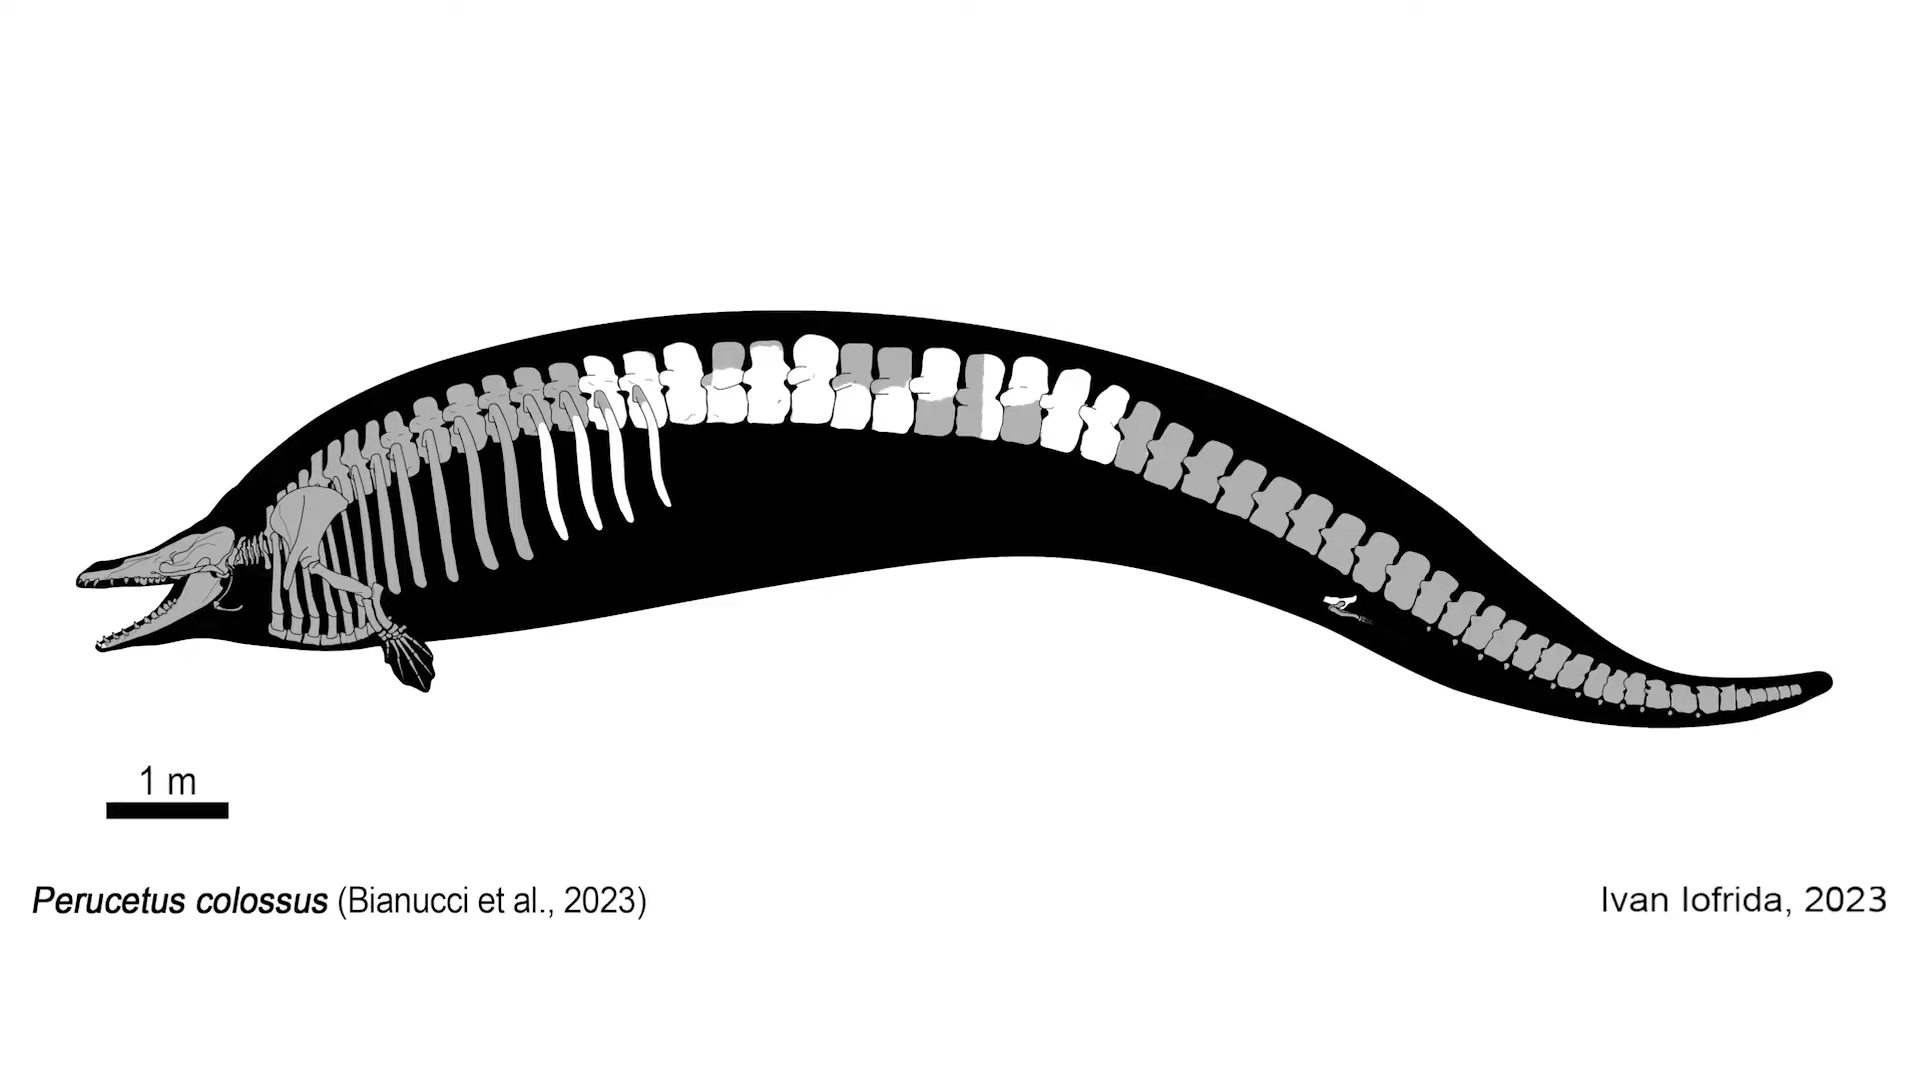 1 m
Perucetus colossus (Bianucci et al., 2023)
Ivan Iofrida, 2023